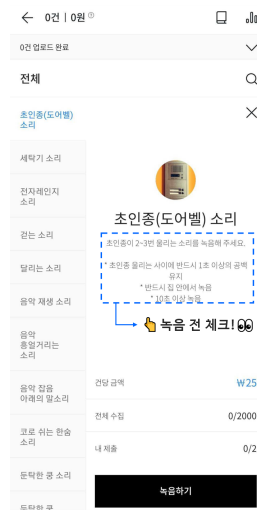 0건 | 0원 ?
0건 업로드 완료
전체
초인종(도어벨)
소리
세탁기 소리
전자레인지
소리
걷는 소리
달리는 소리
음악 재생 소리
음악
흥얼거리는
소리
음악 잡음
아래의 말소리
코로 쉬는 한숨
소리
둔탁한 쿵 소리
둔탁한 쿵
초인종(도어벨) 소리
초인종이 2~3번 울리는 소리를 녹음해 주세요.
* 초인종 울리는 사이에 반드시 1초 이상의 공백
유지
* 반드시 집 안에서 녹음
* 10초 이상 녹음
👆 녹음 전 체크! 👀
건당 금액 ₩25
전체 수집 0/2000
내 제출 0/2
녹음하기